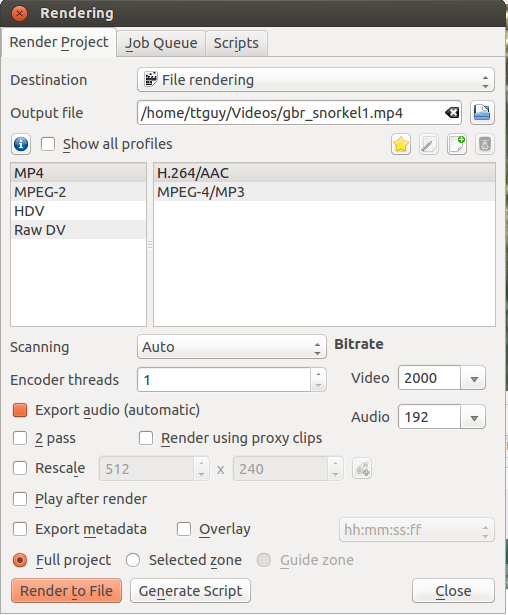 Rendering
Render Project Job Queue Scripts
Destination File rendering
Output file /home/ttguy/Videos/gbr_snorkel1.mp4
Show all profiles
MP4 H.264/AAC
MPEG-2 MPEG-4/MP3
HDV
Raw DV
Scanning Auto Bitrate
Encoder threads 1 Video 2000
Export audio (automatic) Audio 192
2 pass Render using proxy clips
Rescale 512 x 240
Play after render
Export metadata Overlay hh:mm:ss:ff
Full project Selected zone Guide zone
Render to File Generate Script Close